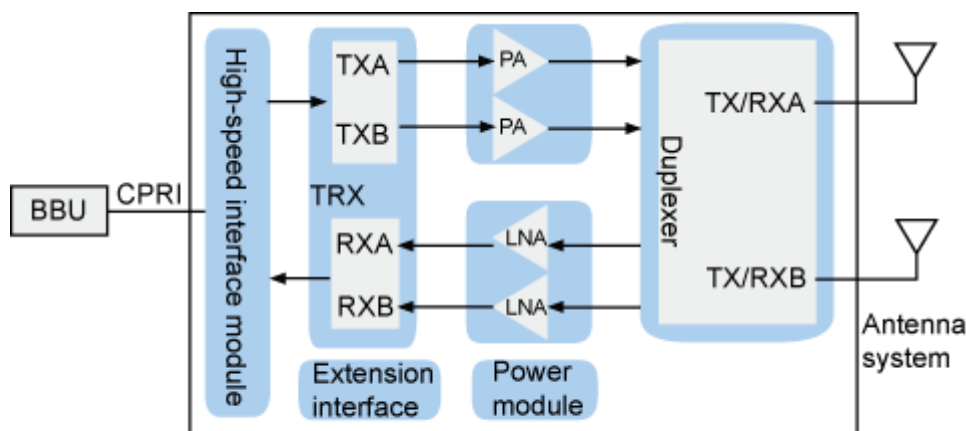 BBU
CPRI
High-speed interface module
TXA
TXB
TRX
RXA
RXB
Extension
interface
PA
PA
LNA
LNA
Power
module
Duplexer
TX/RXA
TX/RXB
Antenna
system